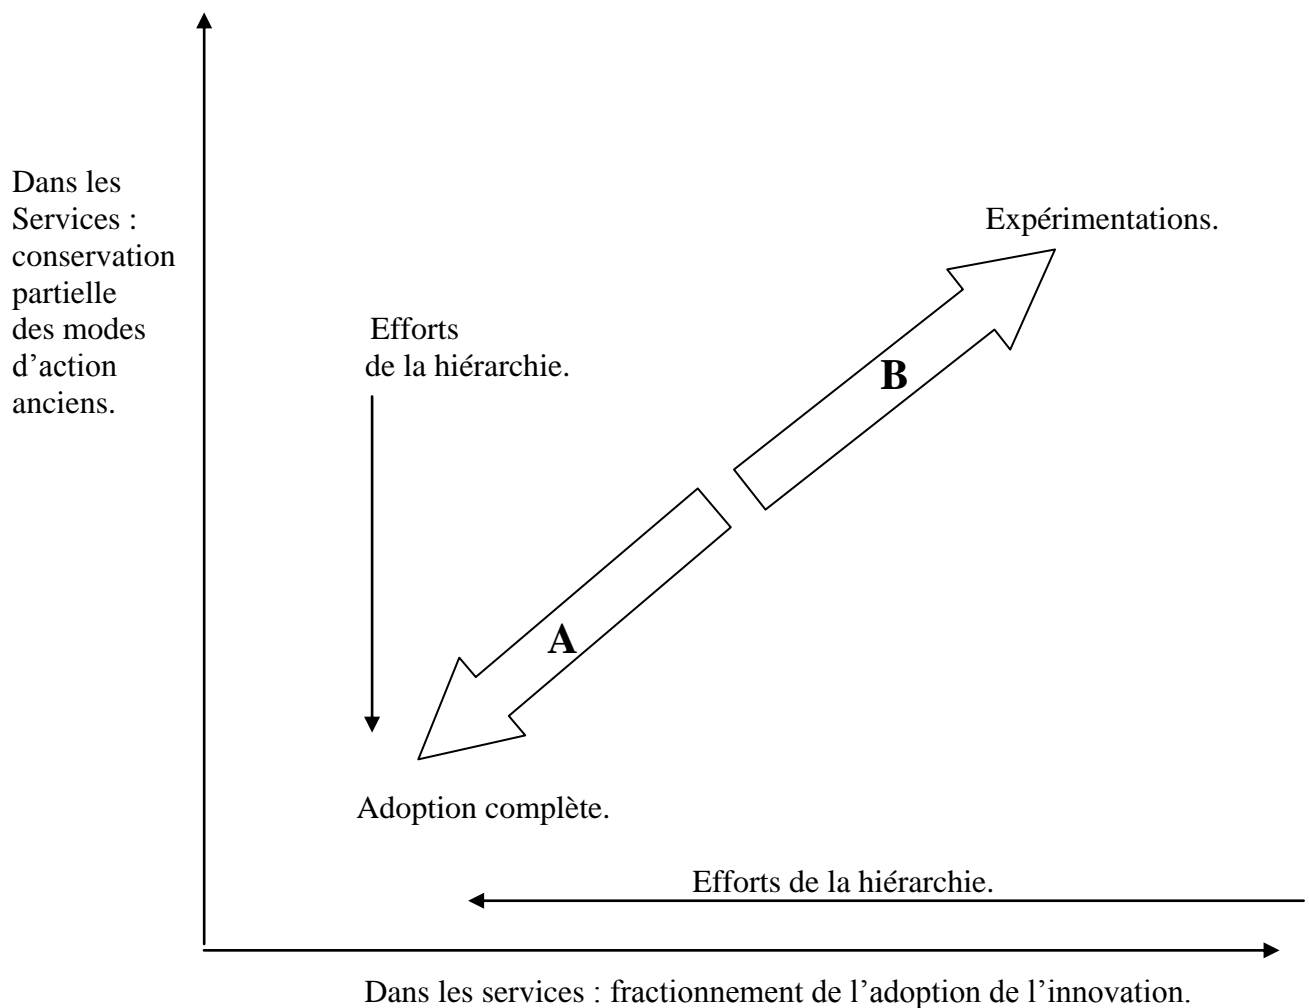 Dans les
Services :
conservation
partielle
des modes
d’action
anciens.
Expérimentations.
Efforts
de la hiérarchie.
B
A
Adoption complète.
Efforts de la hiérarchie.
Dans les services : fractionnement de l’adoption de l’innovation.